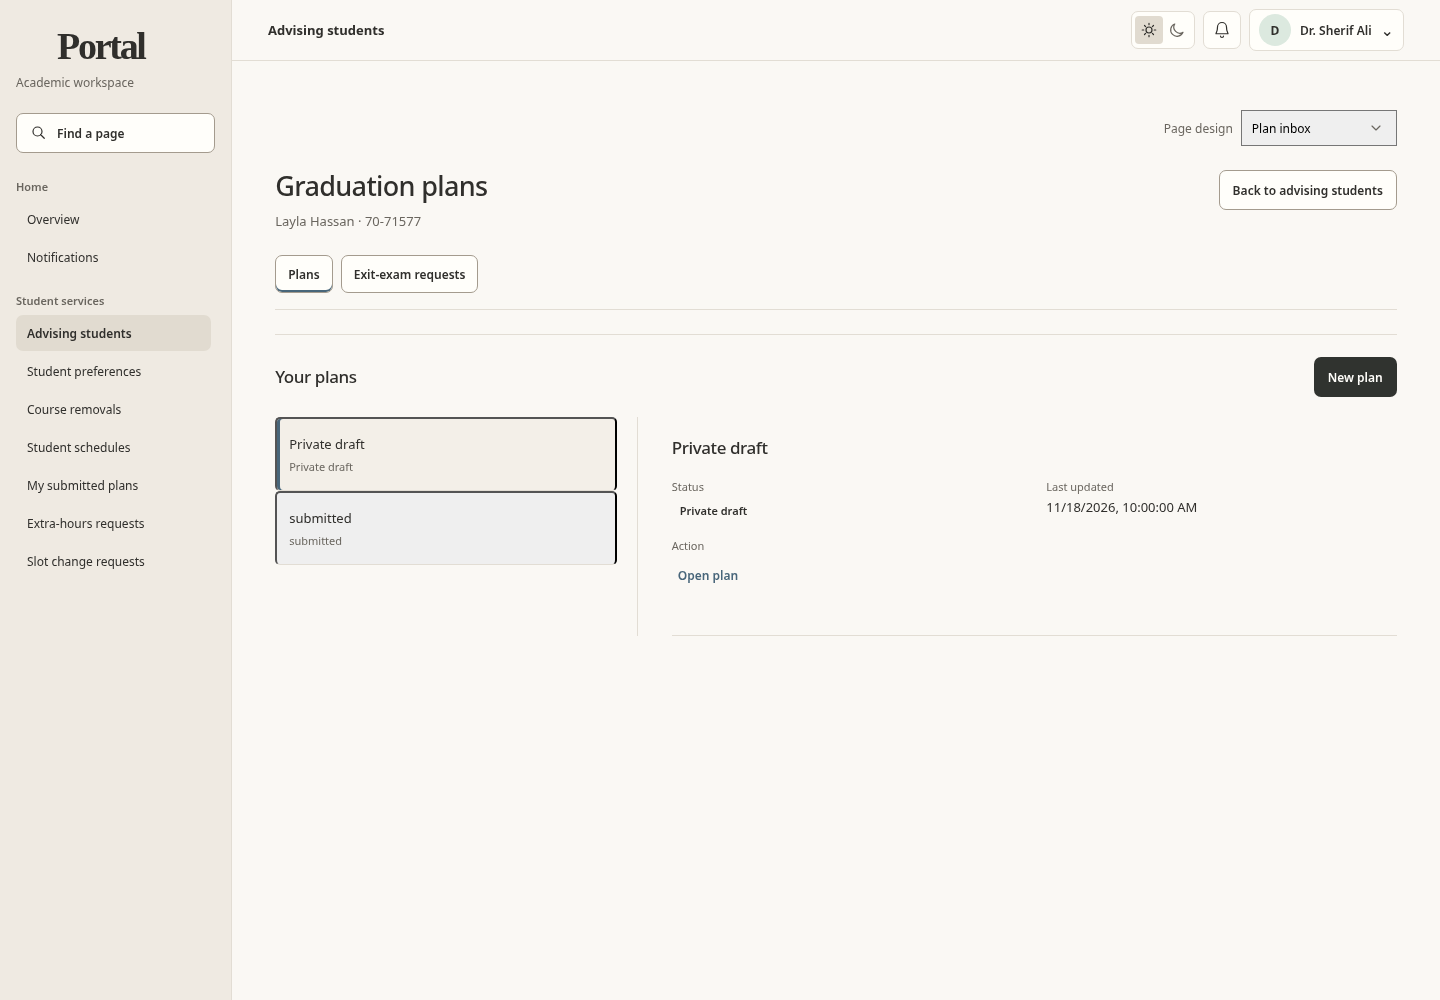 Portal
Academic workspace
Find a page
Home
Overview
Notifications
Student services
Advising students
Student preferences
Course removals
Student schedules
My submitted plans
Extra-hours requests
Slot change requests
Advising students
D
Dr. Sherif Ali
Page design
Plan inbox
Graduation plans
Layla Hassan · 70-71577
Back to advising students
Plans
Exit-exam requests
Your plans
New plan
Private draft
Private draft
submitted
submitted
Private draft
Status
Private draft
Last updated
11/18/2026, 10:00:00 AM
Action
Open plan